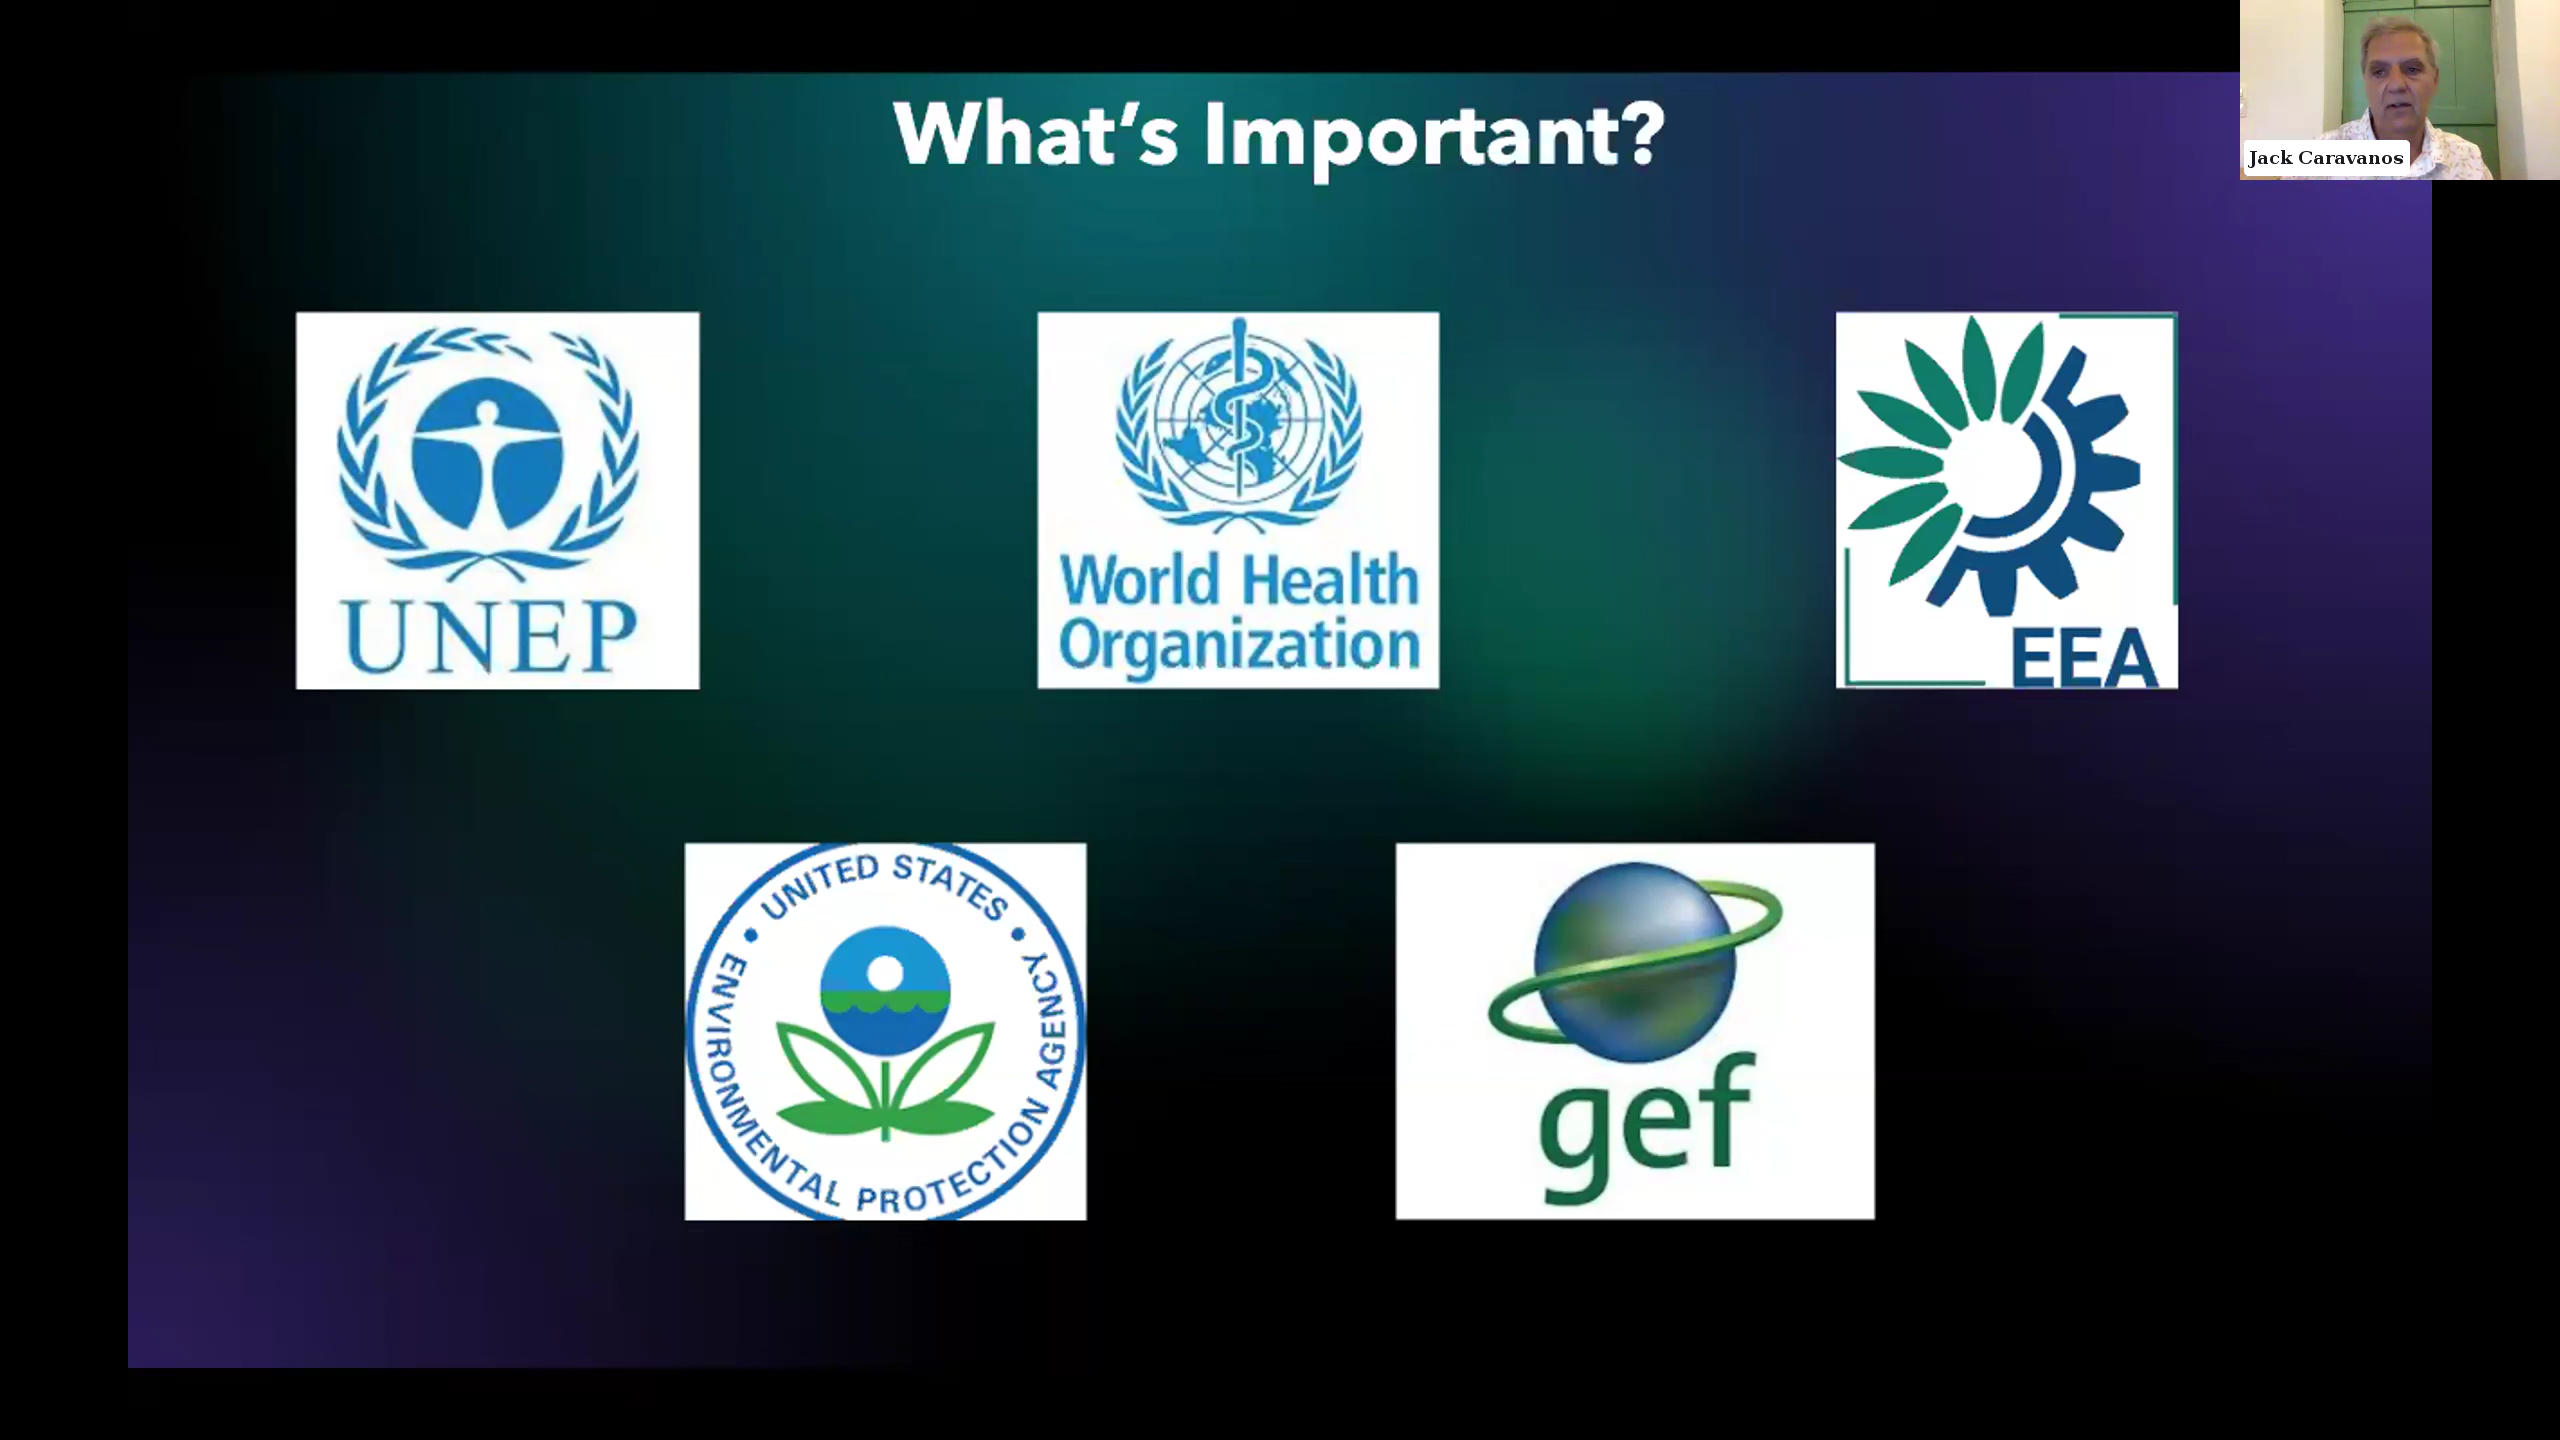 What's Important?
Jack Caravanos
UNEP
World Health
Organization
EEA
UNITED STATES • ENVIRONMENTAL PROTECTION AGENCY •
gef